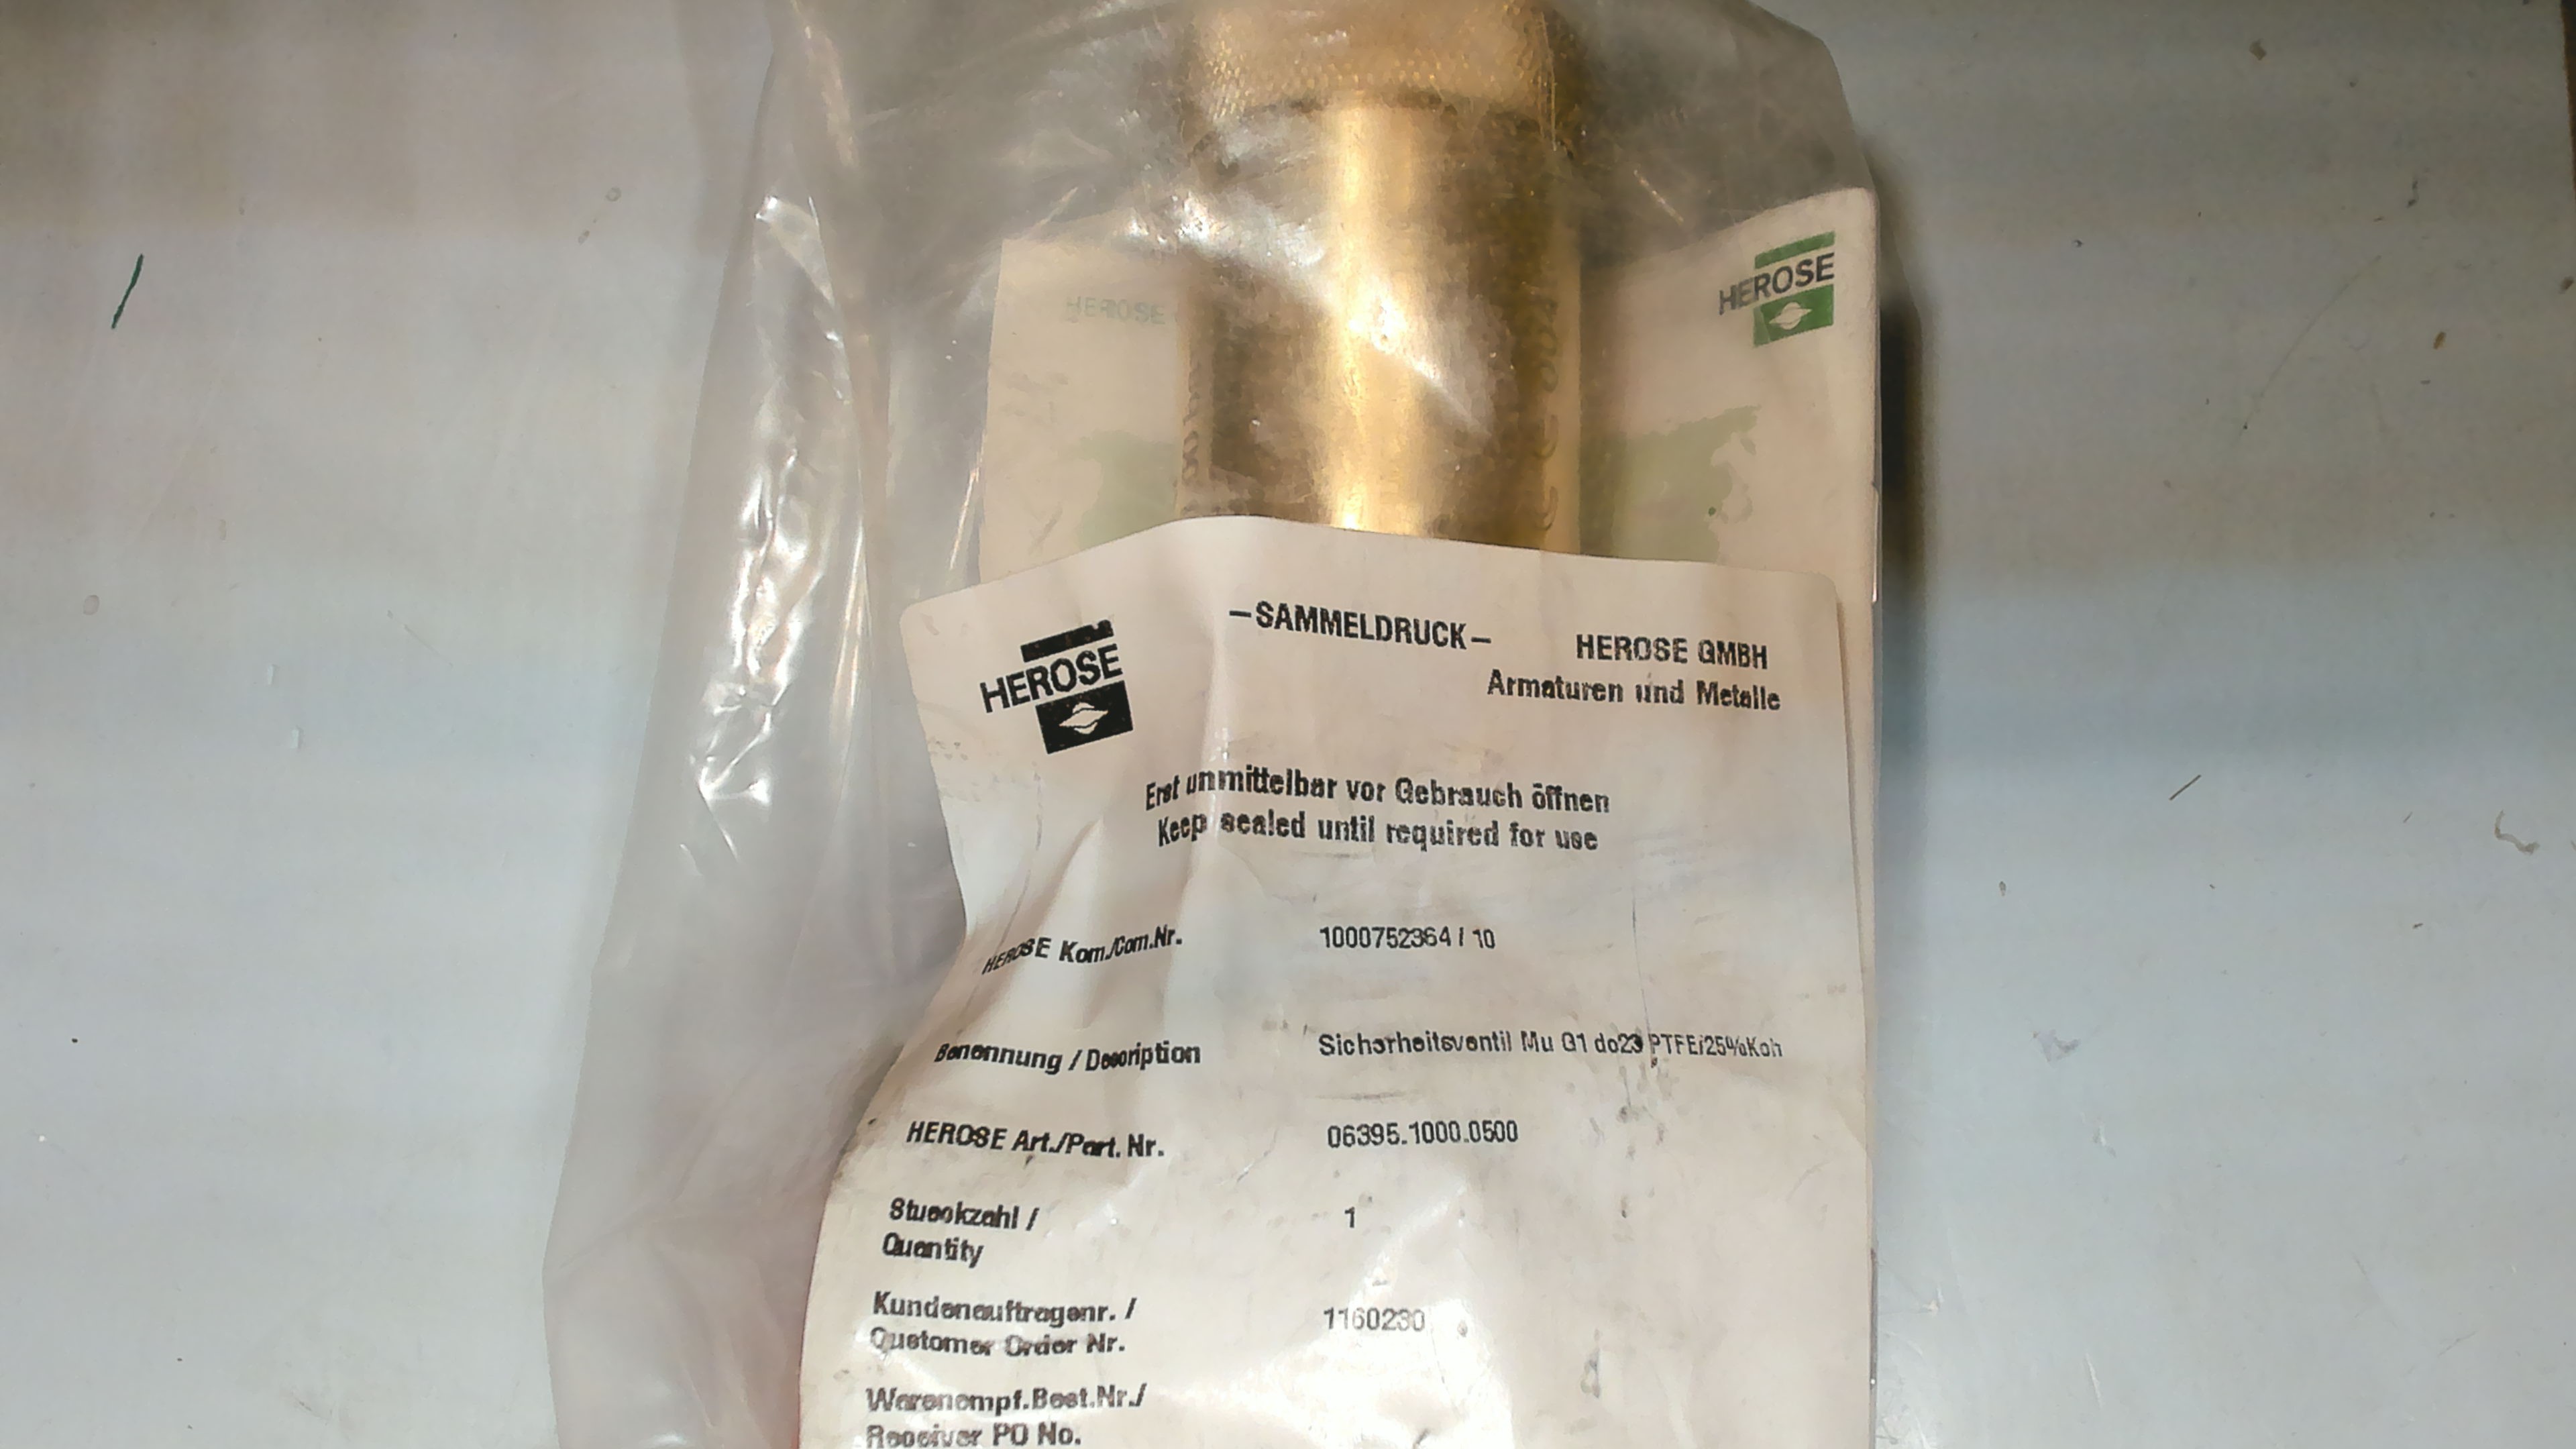 HEROSE
HEROSE
HEROSE
–SAMMELDRUCK–
HEROSE GMBH
Armaturen und Metalle
Erst unmittelbar vor Gebrauch öffnen
Keep sealed until required for use
HEROSE Kom./Com.Nr. 1000752364 / 10
Benennung / Description Sicherheitsventil Mu G1 do23 PTFE/25%Koh
HEROSE Art./Part. Nr. 06395.1000.0500
Stueckzahl / 1
Quantity
Kundenauftragsnr. / 1160230
Customer Order Nr.
Warenempf.Best.Nr./
Receiver PO No.